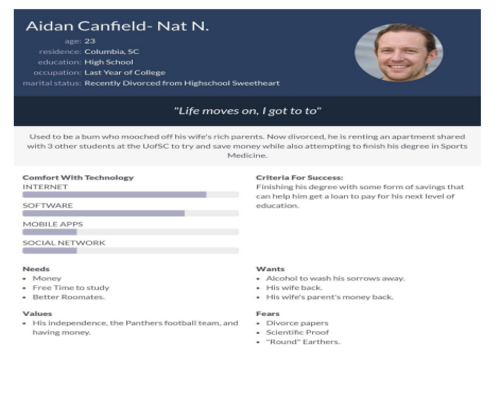 Aidan Canfield- Nat N.
age: 23
residence: Columbia, SC
education: High School
occupation: Last Year of College
marital status: Recently Divorced from Highschool Sweetheart
"Life moves on, I got to to"
Used to be a bum who mooched off his wife's rich parents. Now divorced, he is renting an apartment shared
with 3 other students at the UofSC to try and save money while also attempting to finish his degree in Sports
Medicine.
Comfort With Technology
INTERNET
SOFTWARE
MOBILE APPS
SOCIAL NETWORK
Criteria For Success:
Finishing his degree with some form of savings that
can help him get a loan to pay for his next level of
education.
Needs
• Money
• Free Time to study
• Better Roomates.
Wants
• Alcohol to wash his sorrows away.
• His wife back.
• His wife's parent's money back.
Values
• His independence, the Panthers football team, and
having money.
Fears
• Divorce papers
• Scientific Proof
• "Round" Earthers.